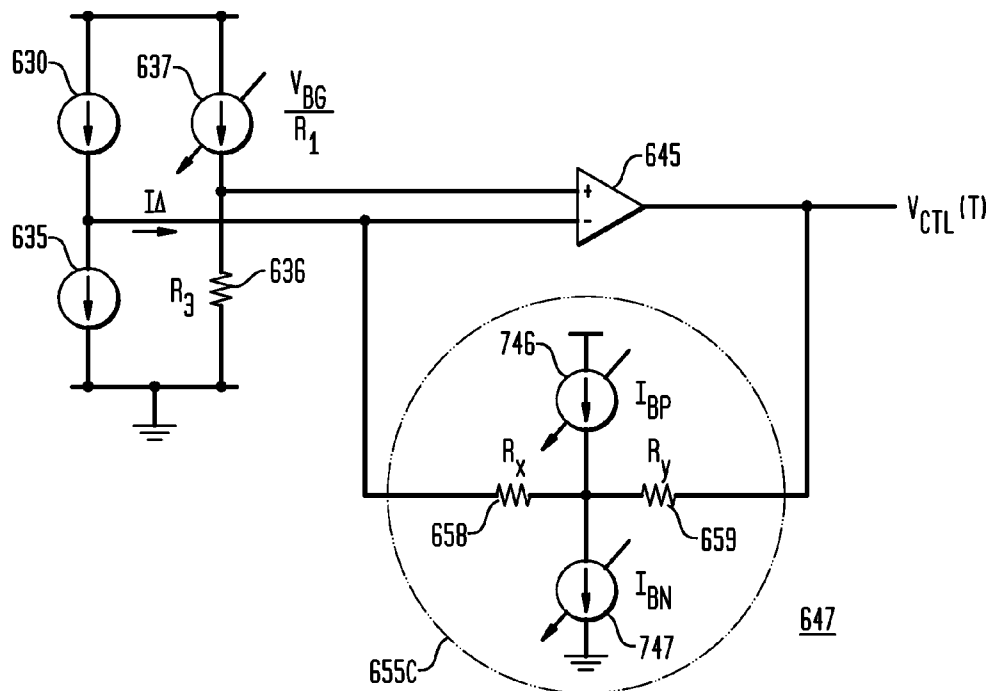 630
637
V_BG
R_1
645
IΔ
+
-
V_CTL (T)
635
R_3
636
746
I_BP
R_x
R_y
658
659
I_BN
747
655C
647